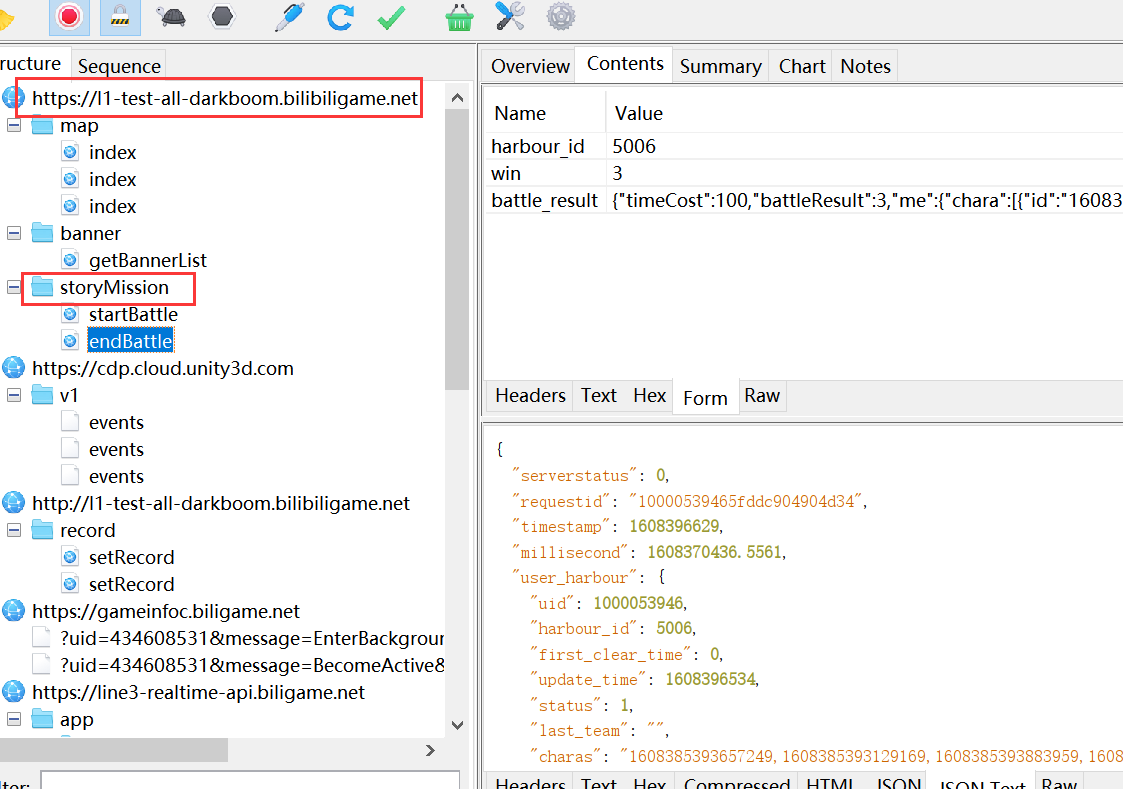 ructure Sequence
https://l1-test-all-darkboom.bilibiligame.net
map
index
index
index
banner
getBannerList
storyMission
startBattle
endBattle
https://cdp.cloud.unity3d.com
v1
events
events
events
http://l1-test-all-darkboom.bilibiligame.net
record
setRecord
setRecord
https://gameinfoc.biligame.net
?uid=434608531&message=EnterBackgrour
?uid=434608531&message=BecomeActive&
https://line3-realtime-api.biligame.net
app
Overview Contents Summary Chart Notes
Name Value
harbour_id 5006
win 3
battle_result {"timeCost":100,"battleResult":3,"me":{"chara":[{"id":"16083
Headers Text Hex Form Raw
{
"serverstatus": 0,
"requestid": "10000539465fddc904904d34",
"timestamp": 1608396629,
"millisecond": 1608370436.5561,
"user_harbour": {
"uid": 1000053946,
"harbour_id": 5006,
"first_clear_time": 0,
"update_time": 1608396534,
"status": 1,
"last_team": "",
"charas": "1608385393657249,1608385393129169,1608385393883959,1608
Headers Text Hex Compressed HTML JSON JSON Text Raw